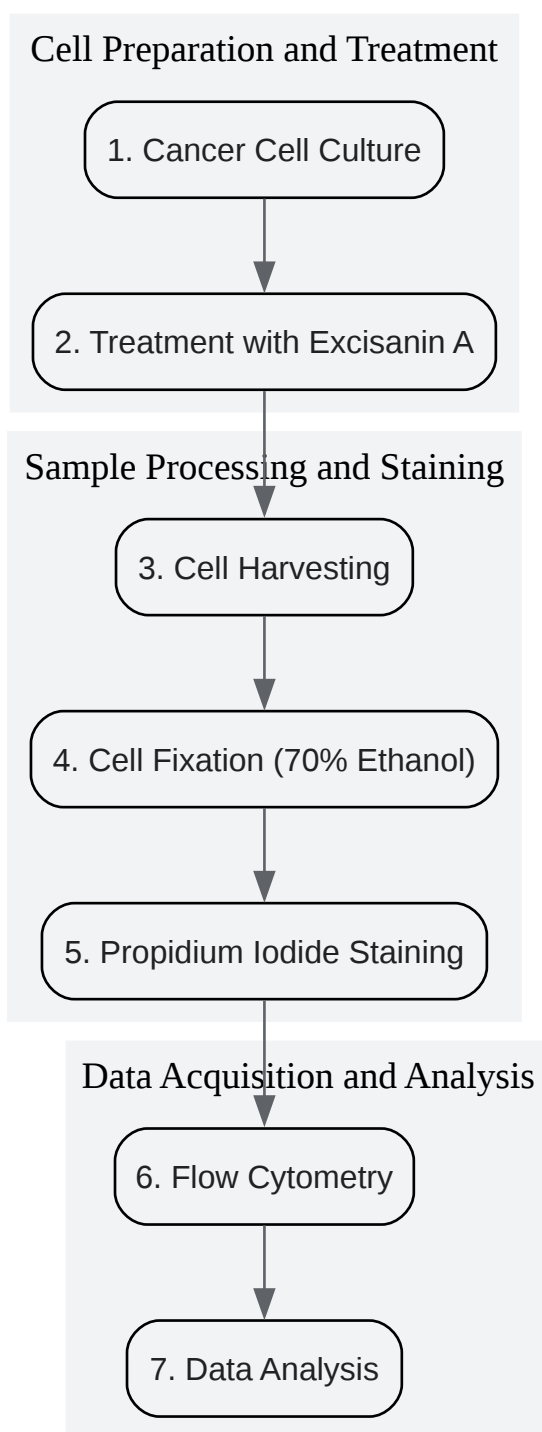 Cell Preparation and Treatment
1. Cancer Cell Culture
2. Treatment with Excisanin A
Sample Processing and Staining
3. Cell Harvesting
4. Cell Fixation (70% Ethanol)
5. Propidium Iodide Staining
Data Acquisition and Analysis
6. Flow Cytometry
7. Data Analysis